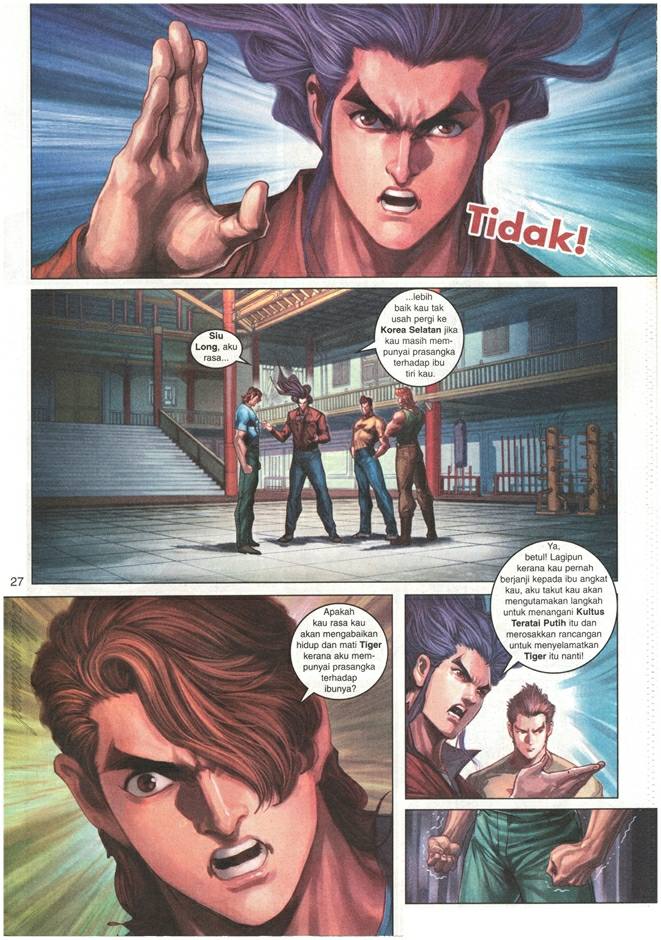 Tidak!
Siu
Long, aku
rasa...
...lebih
baik kau tak
usah pergi ke
Korea Selatan jika
kau masih mem-
punyai prasangka
terhadap ibu
tiri kau.
27
Apakah
kau rasa kau
akan mengabaikan
hidup dan mati Tiger
kerana aku mem-
punyai prasangka
terhadap
ibunya?
Ya,
betul! Lagipun
kerana kau pernah
berjanji kepada ibu angkat
kau, aku takut kau akan
mengutamakan langkah
untuk menangani Kultus
Teratai Putih itu dan
merosakkan rancangan
untuk menyelamatkan
Tiger itu nanti!